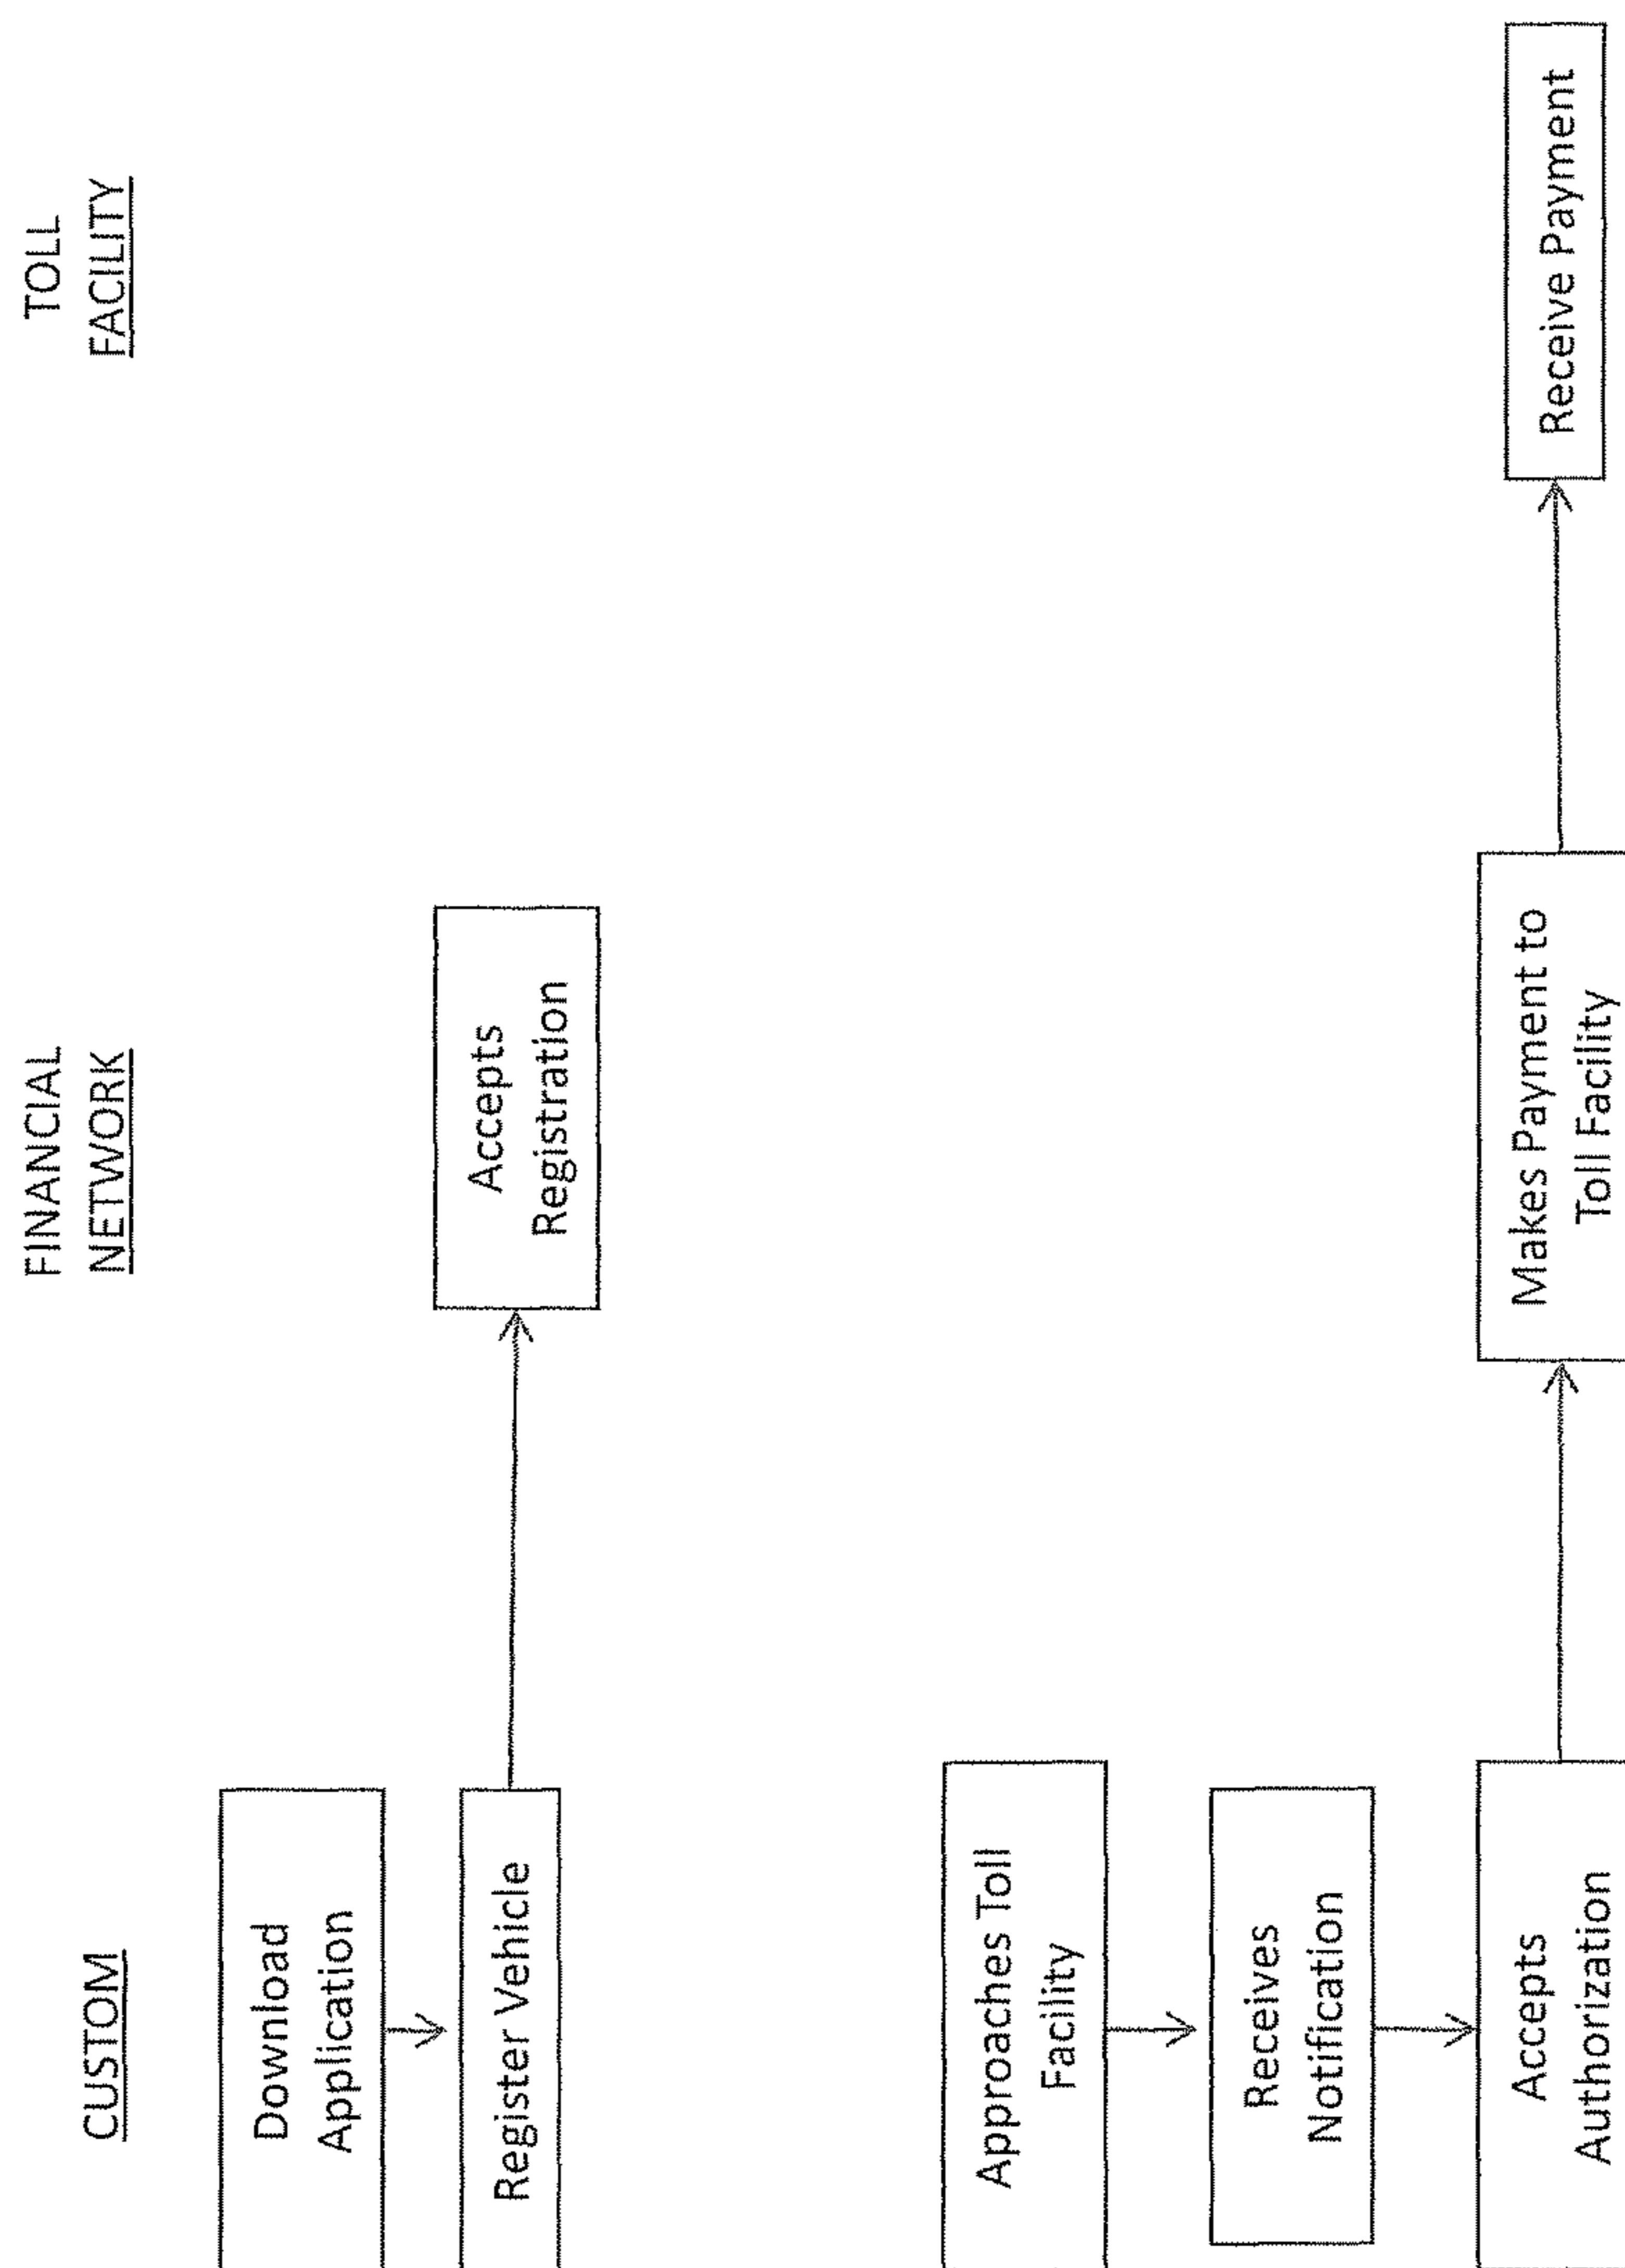 CUSTOM
FINANCIAL
NETWORK
TOLL
FACILITY
Download
Application
Register Vehicle
Accepts
Registration
Approaches Toll
Facility
Receives
Notification
Accepts
Authorization
Makes Payment to
Toll Facility
Receive Payment